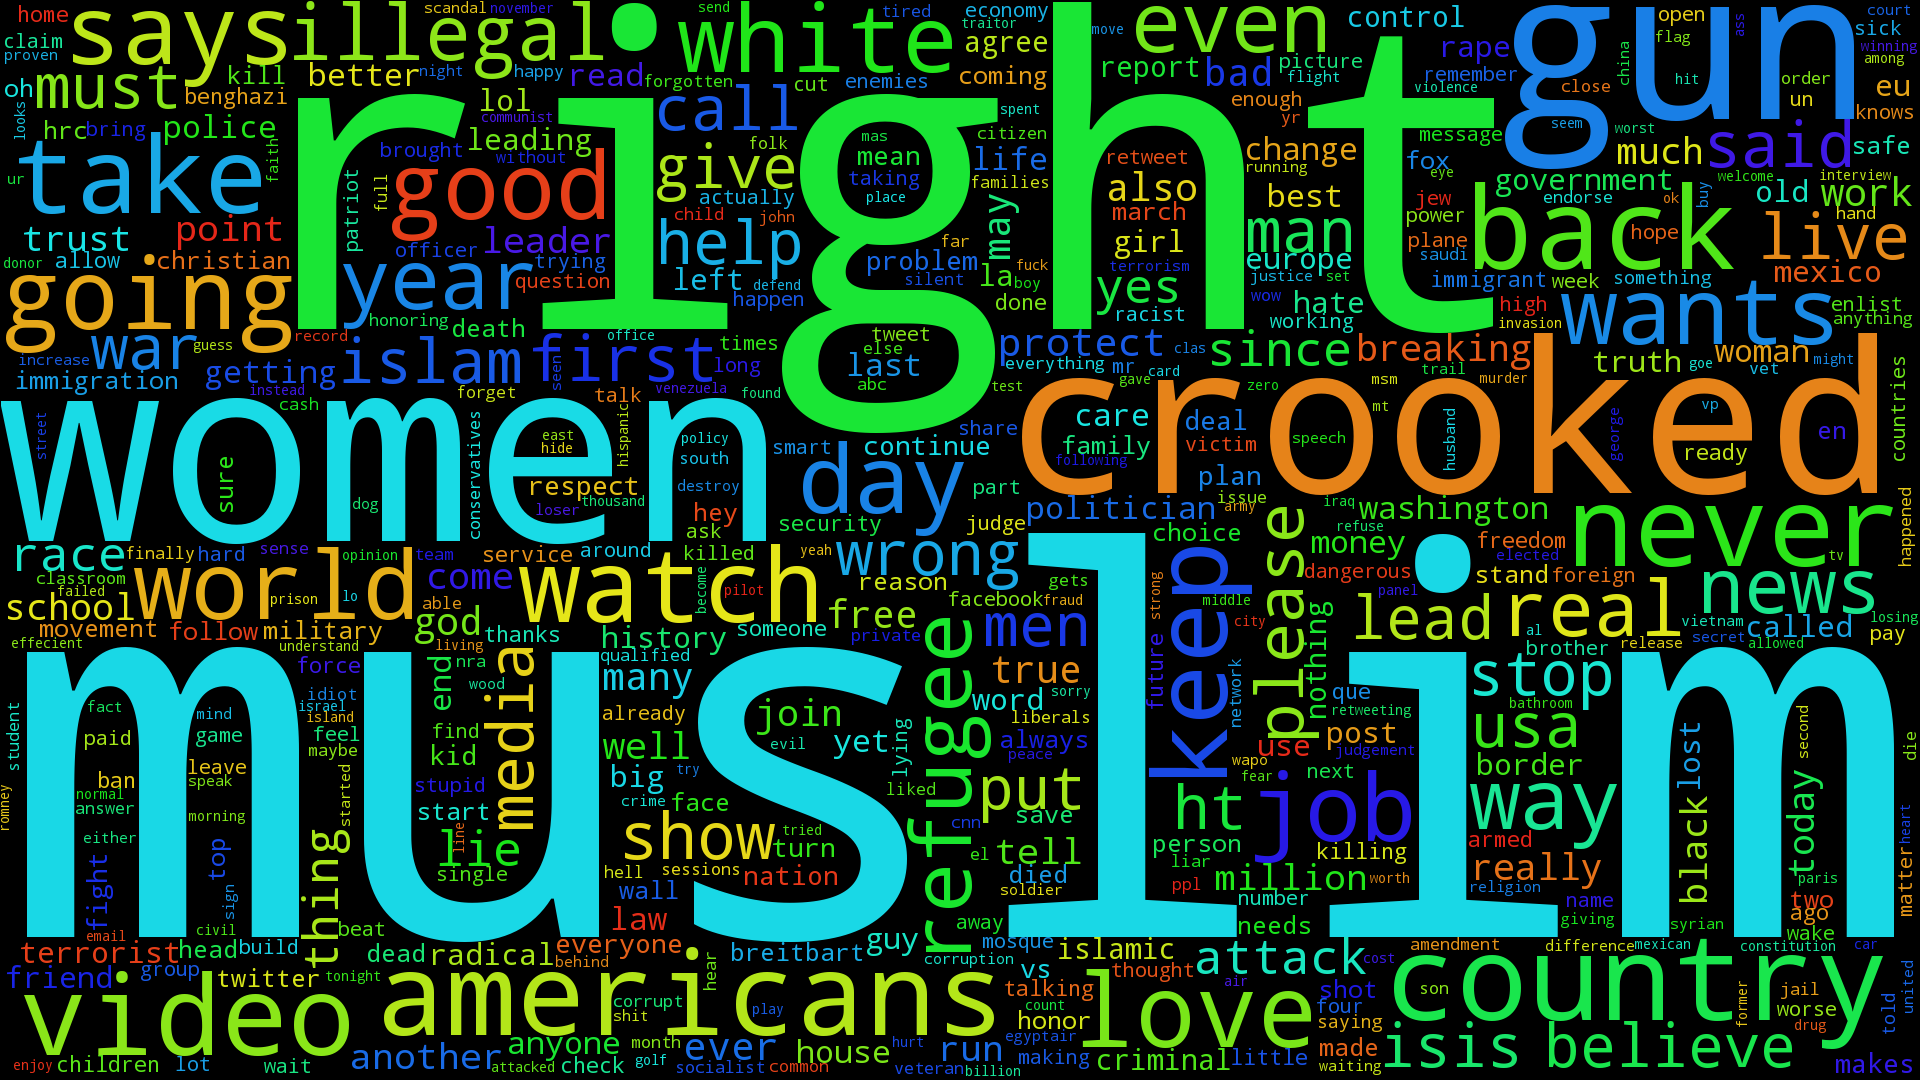 home
scandal
november
says
illegal
white
tired
send
traitor
economy
agree
move
even
control
gun
open
flag
ass
court
sick
winning
among
claim
proven
oh
must
kill
benghazi
better
night
happy
read
forgotten
cut
enemies
coming
report
bad
picture
flight
rape
remember
violence
close
china
hit
order
un
eu
knows
looks
hrc
bring
police
lol
communist
leading
call
right
spent
citizen
enough
yr
message
seem
worst
much
said
safe
take
faith
brought
without
folk
mas
mean
taking
place
life
families
retweet
also
march
girl
change
running
best
fox
eye
government
welcome
endorse
ok
buy
old
interview
work
hand
ur
trust
point
patriot
full
good
give
actually
child
john
help
may
man
jew
power
plane
saudi
back
hope
live
donor
allow
christian
officer
leader
trying
question
left
defend
happen
far
problem
silent
la
fuck
boy
terrorism
yes
europe
justice
set
immigrant
week
something
mexico
going
year
honoring
death
record
office
done
racist
wow
hate
working
high
invasion
wants
enlist
anything
war
guess
increase
immigration
getting
islam
first
times
long
tweet
else
last
abc
protect
everything
mr
clas
card
since
breaking
truth
woman
goe
vet
might
instead
cash
forget
seen
talk
venezuela
found
test
gave
zero
trail
msm
murder
mt
vp
countries
women
street
sure
dog
conservatives
east
hide
hispanic
policy
south
destroy
smart
respect
loser
thousand
hey
ask
continue
share
day
part
security
judge
crooked
care
family
following
deal
victim
plan
speech
husband
george
ready
en
politician
issue
army
iraq
refuse
washington
never
happened
race
finally
hard
sense
opinion
team
service
around
killed
yeah
wrong
choice
money
freedom
elected
tv
classroom
failed
school
world
prison
lo
come
able
watch
become
pilot
reason
gets
facebook
fraud
strong
keep
middle
city
please
dangerous
panel
stand
foreign
real
news
movement
follow
military
god
thanks
history
someone
free
private
men
nothing
lead
al
brother
release
vietnam
secret
called
allowed
losing
pay
effecient
understand
force
living
nra
qualified
many
refugee
true
word
sorry
future
network
que
retweeting
stop
bathroom
muslim
student
fact
mind
israel
idiot
island
feel
end
wood
media
already
join
yet
lying
liberals
always
peace
post
usa
lost
second
die
paid
game
maybe
find
kid
well
evil
wapo
fear
use
judgement
border
romney
ban
leave
speak
normal
answer
morning
started
stupid
start
big
try
crime
face
liked
put
save
next
ht
job
way
black
today
heart
either
fight
top
sign
civil
thing
line
lie
single
show
tried
turn
hell
sessions
nation
wall
cnn
el
tell
died
soldier
person
liar
ppl
million
killing
worth
armed
really
religion
paris
matter
email
law
number
name
giving
two
ago
syrian
wake
terrorist
head
build
beat
dead
radical
everyone
behind
breitbart
guy
away
corruption
mosque
needs
islamic
attack
amendment
difference
mexican
constitution
car
friend
group
twitter
tonight
hear
vs
thought
cost
video
americans
corrupt
shit
play
talking
count
honor
love
air
shot
four
saying
country
son
former
jail
worse
drug
told
united
enjoy
children
lot
wait
another
attacked
anyone
month
check
golf
ever
socialist
common
house
hurt
veteran
run
billion
egyptair
making
criminal
little
made
waiting
isis
believe
makes